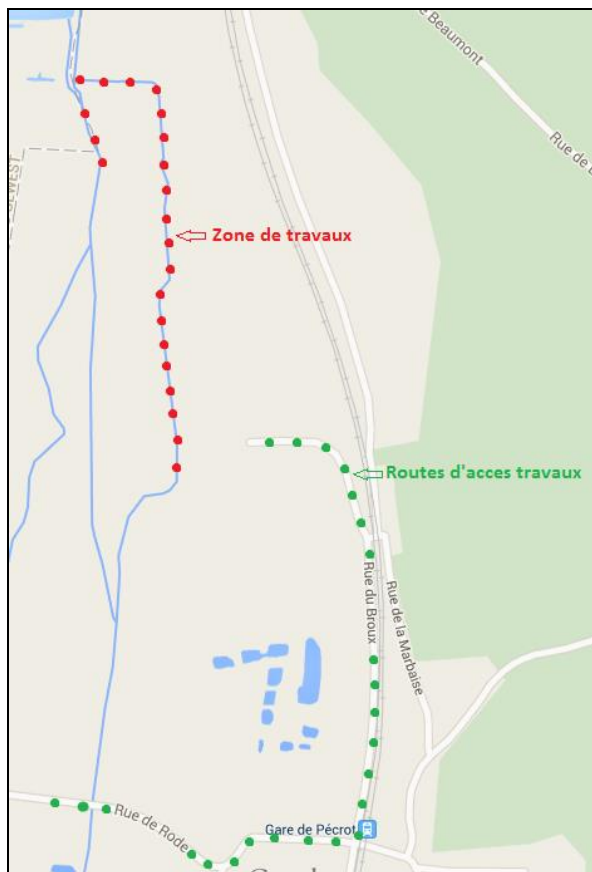 Beaumont
Rue de
EWEST
Zone de travaux
Routes d'acces travaux
Rue du Broux
Rue de la Marbaise
Rue de Rode
Gare de Pécrot